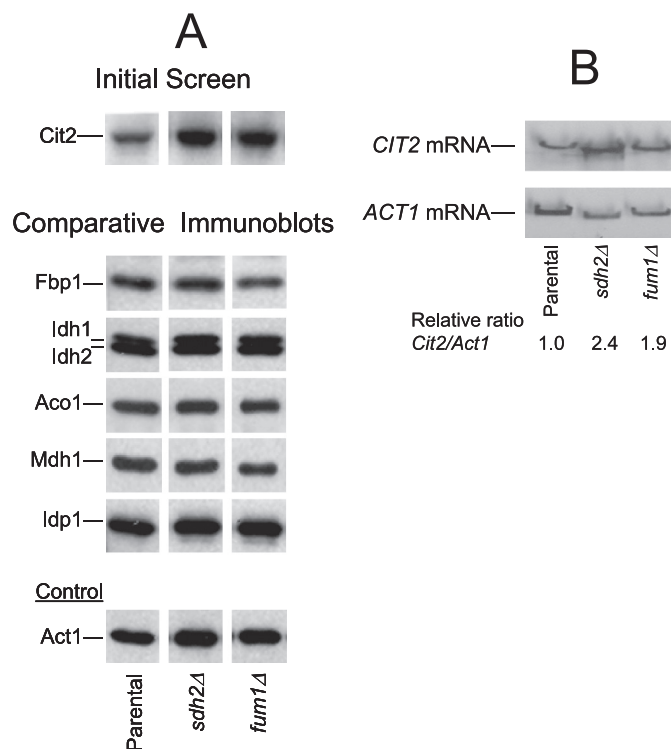 A
Initial Screen
Cit2
Comparative Immunoblots
Fbp1
Idh1
Idh2
Aco1
Mdh1
Idp1
Control
Act1
Parental
sdh2Δ
fum1Δ
B
CIT2 mRNA
ACT1 mRNA
Parental
sdh2Δ
fum1Δ
Relative ratio
Cit2/Act1 1.0 2.4 1.9